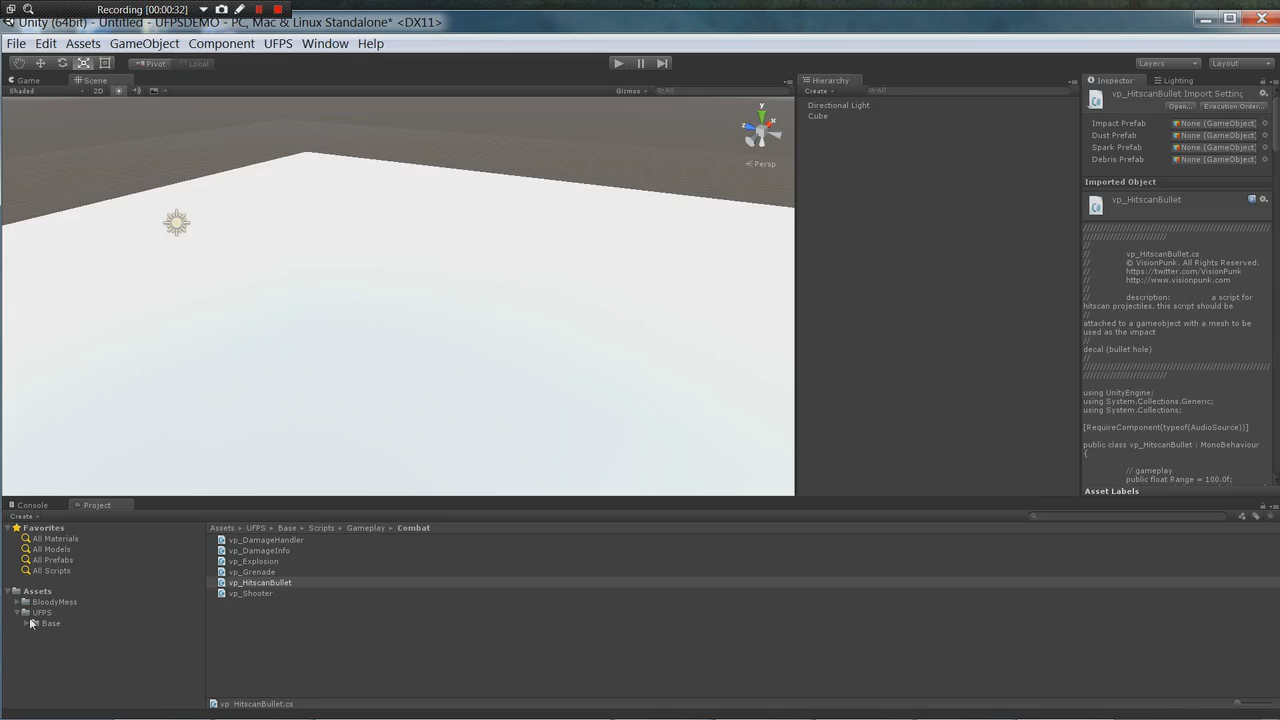 Recording [00:00:32]
Unity (64bit) - Untitled - UFPSDEMO - PC, Mac & Linux Standalone* <DX11>
File Edit Assets GameObject Component UFPS Window Help
Pivot Local Layers Layout
Game Scene Hierarchy Inspector Lighting
Shaded 2D Gizmos All Create All
vp_HitscanBullet Import Setting
Open... Execution Order...
Directional Light
Cube
y
x
z
Persp
Impact Prefab None (GameObject)
Dust Prefab None (GameObject)
Spark Prefab None (GameObject)
Debris Prefab None (GameObject)
Imported Object
vp_HitscanBullet
//
// vp_HitscanBullet.cs
// © VisionPunk. All Rights Reserved.
// https://twitter.com/VisionPunk
// http://www.visionpunk.com
//
// description: a script for
hitscan projectiles. this script should be
//
attached to a gameobject with a mesh to be
used as the impact
//
decal (bullet hole)
//
using UnityEngine;
using System.Collections.Generic;
using System.Collections;
[RequireComponent(typeof(AudioSource))]
public class vp_HitscanBullet : MonoBehaviour
{
// gameplay
public float Range = 100.0f;
Asset Labels
Console Project
Create
Favorites
All Materials
All Models
All Prefabs
All Scripts
Assets
BloodyMess
UFPS
Base
Assets UFPS Base Scripts Gameplay Combat
vp_DamageHandler
vp_DamageInfo
vp_Explosion
vp_Grenade
vp_HitscanBullet
vp_Shooter
vp_HitscanBullet.cs